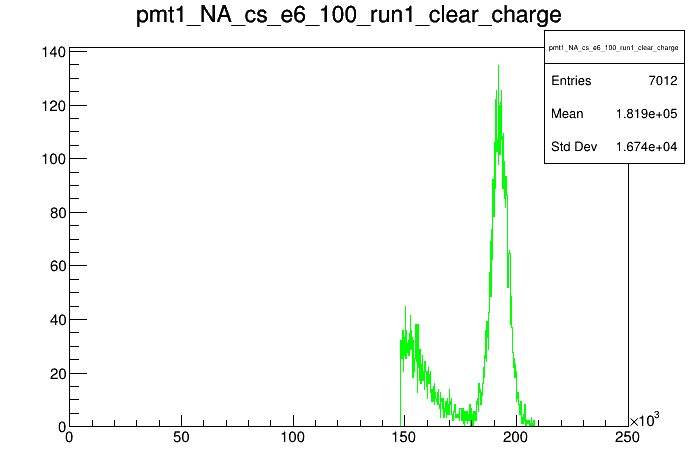 pmt1_NA_cs_e6_100_run1_clear_charge
pmt1_NA_cs_e6_100_run1_clear_charge
Entries 7012
Mean 1.819e+05
Std Dev 1.674e+04
140
120
100
80
60
40
20
0
0 50 100 150 200 250
×10³